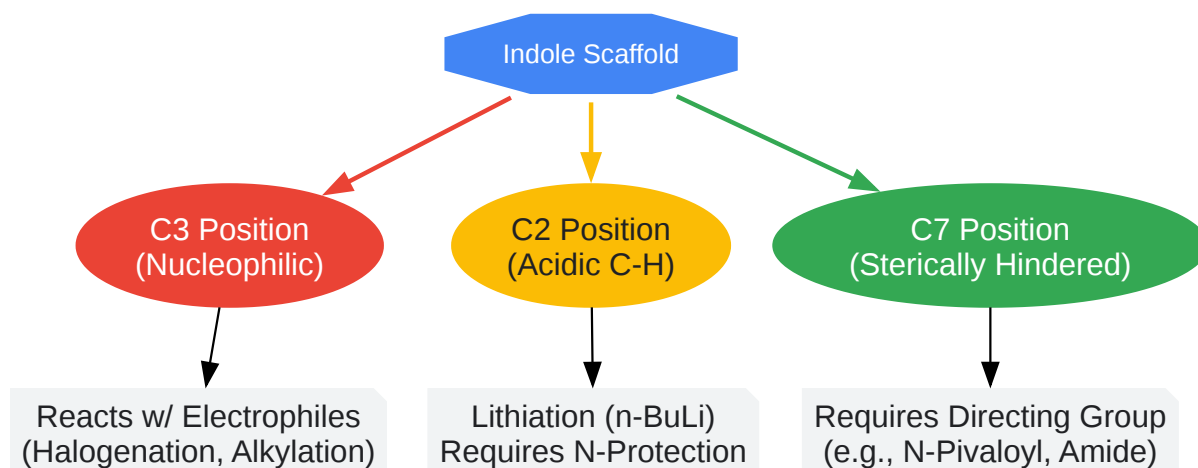 Indole Scaffold
C3 Position
(Nucleophilic)
C2 Position
(Acidic C-H)
C7 Position
(Sterically Hindered)
Reacts w/ Electrophiles
(Halogenation, Alkylation)
Lithiation (n-BuLi)
Requires N-Protection
Requires Directing Group
(e.g., N-Pivaloyl, Amide)